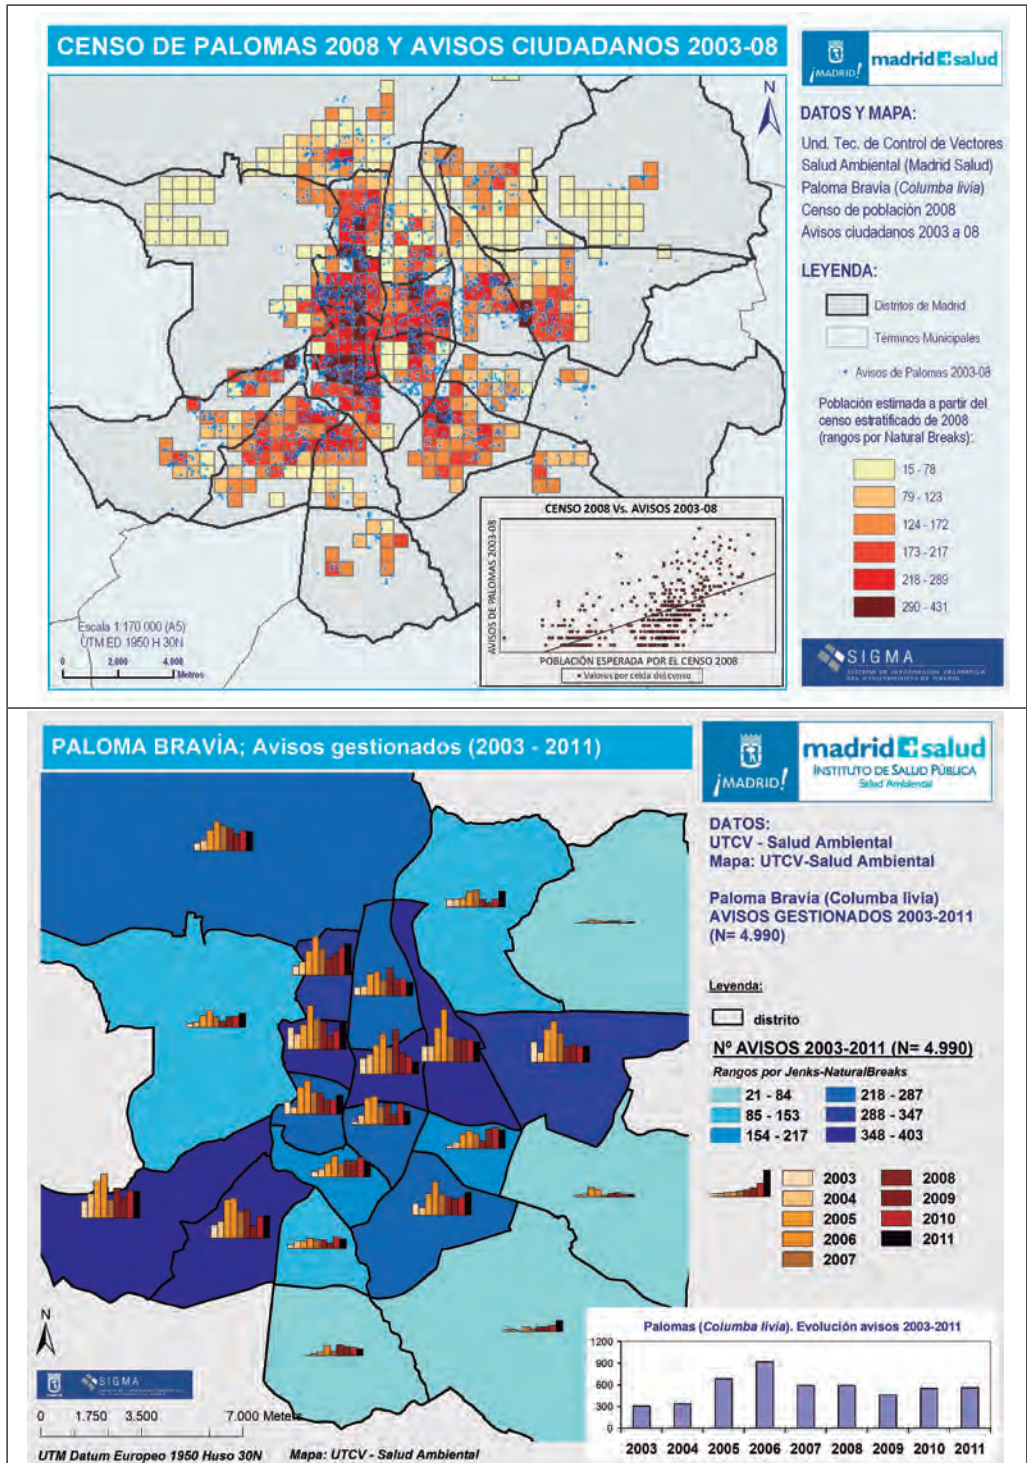 CENSO DE PALOMAS 2008 Y AVISOS CIUDADANOS 2003-08
¡MADRID!
madrid salud
N
DATOS Y MAPA:
Und. Tec. de Control de Vectores
Salud Ambiental (Madrid Salud)
Paloma Bravía (Columba livia)
Censo de población 2008
Avisos ciudadanos 2003 a 08
LEYENDA:
Distritos de Madrid
Términos Municipales
Avisos de Palomas 2003-08
Población estimada a partir del
censo estratificado de 2008
(rangos por Natural Breaks):
15 - 78
79 - 123
124 - 172
173 - 217
218 - 289
290 - 431
CENSO 2008 Vs. AVISOS 2003-08
AVISOS DE PALOMAS 2003-08
POBLACIÓN ESPERADA POR EL CENSO 2008
Valores por celda del censo
Escala 1:170 000 (A5)
UTM ED 1950 H 30N
0 2.000 4.000
Metros
SIGMA
SISTEMA DE INFORMACIÓN GEOGRÁFICA
DEL AYUNTAMIENTO DE MADRID
PALOMA BRAVÍA; Avisos gestionados (2003 - 2011)
¡MADRID!
madrid salud
INSTITUTO DE SALUD PÚBLICA
Salud Ambiental
DATOS:
UTCV - Salud Ambiental
Mapa: UTCV-Salud Ambiental
Paloma Bravía (Columba livia)
AVISOS GESTIONADOS 2003-2011
(N= 4.990)
Leyenda:
distrito
Nº AVISOS 2003-2011 (N= 4.990)
Rangos por Jenks-NaturalBreaks
21 - 84 218 - 287
85 - 153 288 - 347
154 - 217 348 - 403
2003 2008
2004 2009
2005 2010
2006 2011
2007
N
SIGMA
0 1.750 3.500 7.000 Meters
UTM Datum Europeo 1950 Huso 30N Mapa: UTCV - Salud Ambiental
Palomas (Columba livia). Evolución avisos 2003-2011
1200
900
600
300
0
2003 2004 2005 2006 2007 2008 2009 2010 2011